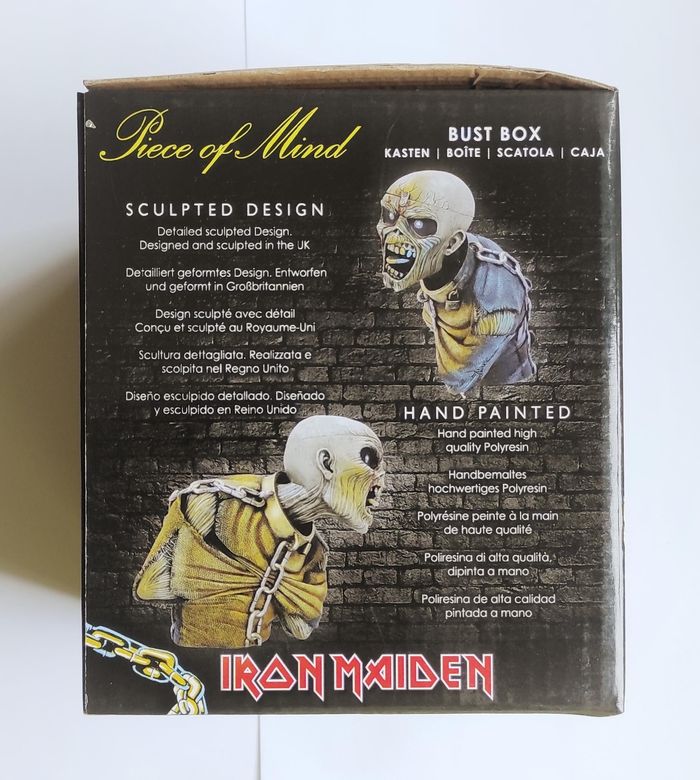 Piece of Mind
BUST BOX
KASTEN | BOÎTE | SCATOLA | CAJA
SCULPTED DESIGN
Detailed sculpted Design.
Designed and sculpted in the UK
Detailliert geformtes Design. Entworfen
und geformt in Großbritannien
Design sculpté avec détail
Conçu et sculpté au Royaume-Uni
Scultura dettagliata. Realizzata e
scolpita nel Regno Unito
Diseño esculpido detallado. Diseñado
y esculpido en Reino Unido
HAND PAINTED
Hand painted high
quality Polyresin
Handbemaltes
hochwertiges Polyresin
Polyrésine peinte à la main
de haute qualité
Poliresina di alta qualità,
dipinta a mano
Poliresina de alta calidad
pintada a mano
IRON MAIDEN